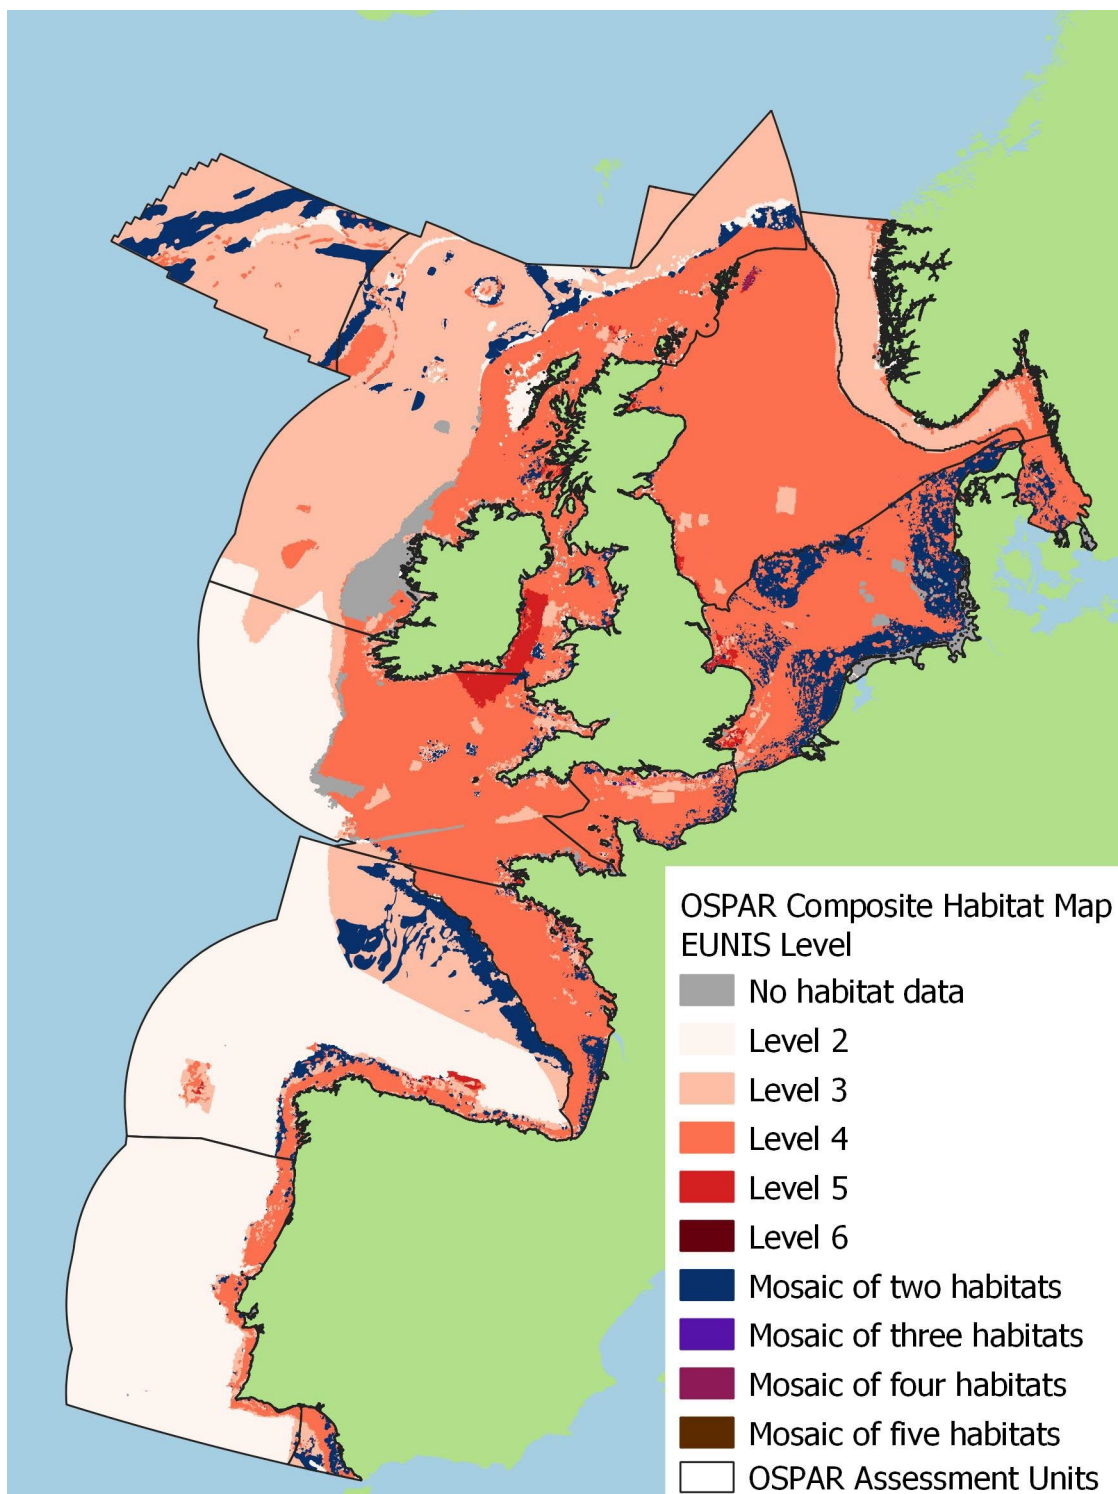 OSPAR Composite Habitat Map
EUNIS Level
No habitat data
Level 2
Level 3
Level 4
Level 5
Level 6
Mosaic of two habitats
Mosaic of three habitats
Mosaic of four habitats
Mosaic of five habitats
OSPAR Assessment Units